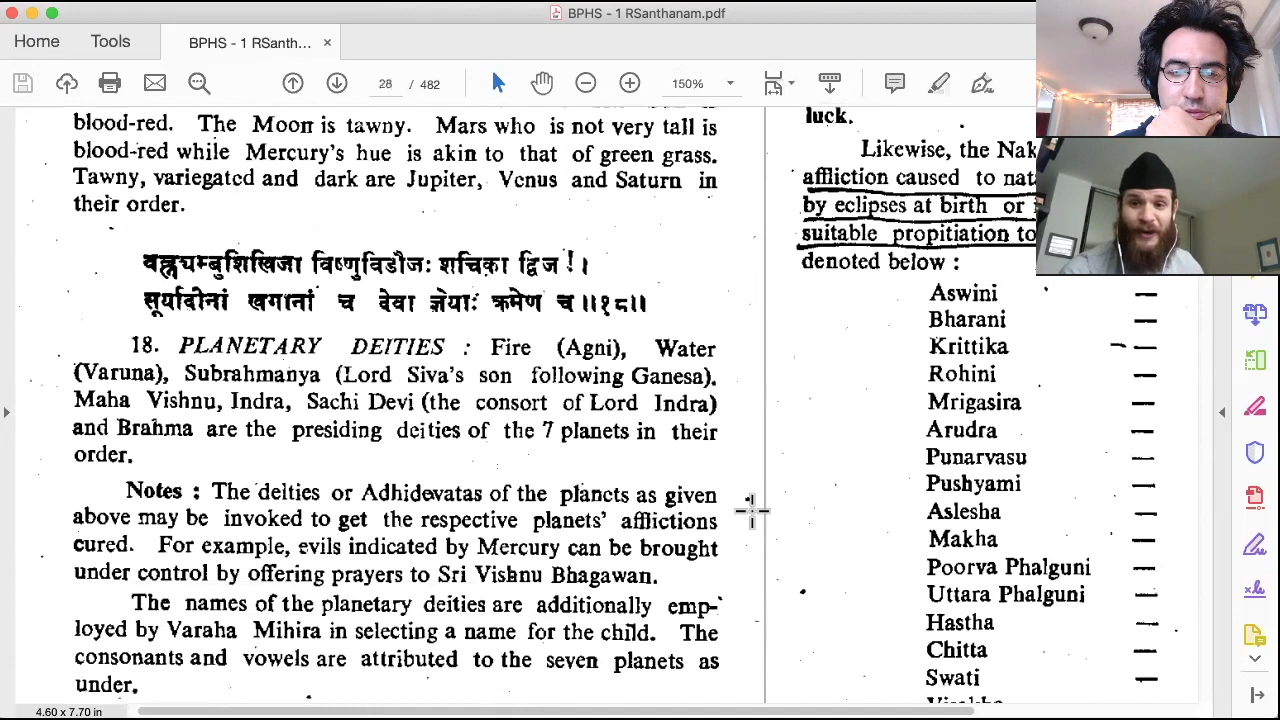 BPHS - 1 RSanthanam.pdf
Home
Tools
BPHS - 1 RSanth...
×
28 / 482
150%
blood-red. The Moon is tawny. Mars who is not very tall is
blood-red while Mercury's hue is akin to that of green grass.
Tawny, variegated and dark are Jupiter, Venus and Saturn in
their order.
वह्न्यम्बुशिखिजा विष्णुविडौजः शचिका द्विज !।
सूर्यादीनां खगानां च देवा ज्ञेयाः क्रमेण च ॥१८॥
18. PLANETARY DEITIES : Fire (Agni), Water
(Varuna), Subrahmanya (Lord Siva's son following Ganesa).
Maha Vishnu, Indra, Sachi Devi (the consort of Lord Indra)
and Brahma are the presiding deities of the 7 planets in their
order.
Notes : The deities or Adhidevatas of the planets as given
above may be invoked to get the respective planets' afflictions
cured. For example, evils indicated by Mercury can be brought
under control by offering prayers to Sri Vishnu Bhagawan.
The names of the planetary deities are additionally emp-
loyed by Varaha Mihira in selecting a name for the child. The
consonants and vowels are attributed to the seven planets as
under.
4.60 x 7.70 in
luck.
Likewise, the Nak
affliction caused to nat
by eclipses at birth or
suitable propitiation to
denoted below :
Aswini —
Bharani —
Krittika —
Rohini —
Mrigasira —
Arudra —
Punarvasu —
Pushyami —
Aslesha —
Makha —
Poorva Phalguni —
Uttara Phalguni —
Hastha —
Chitta —
Swati —